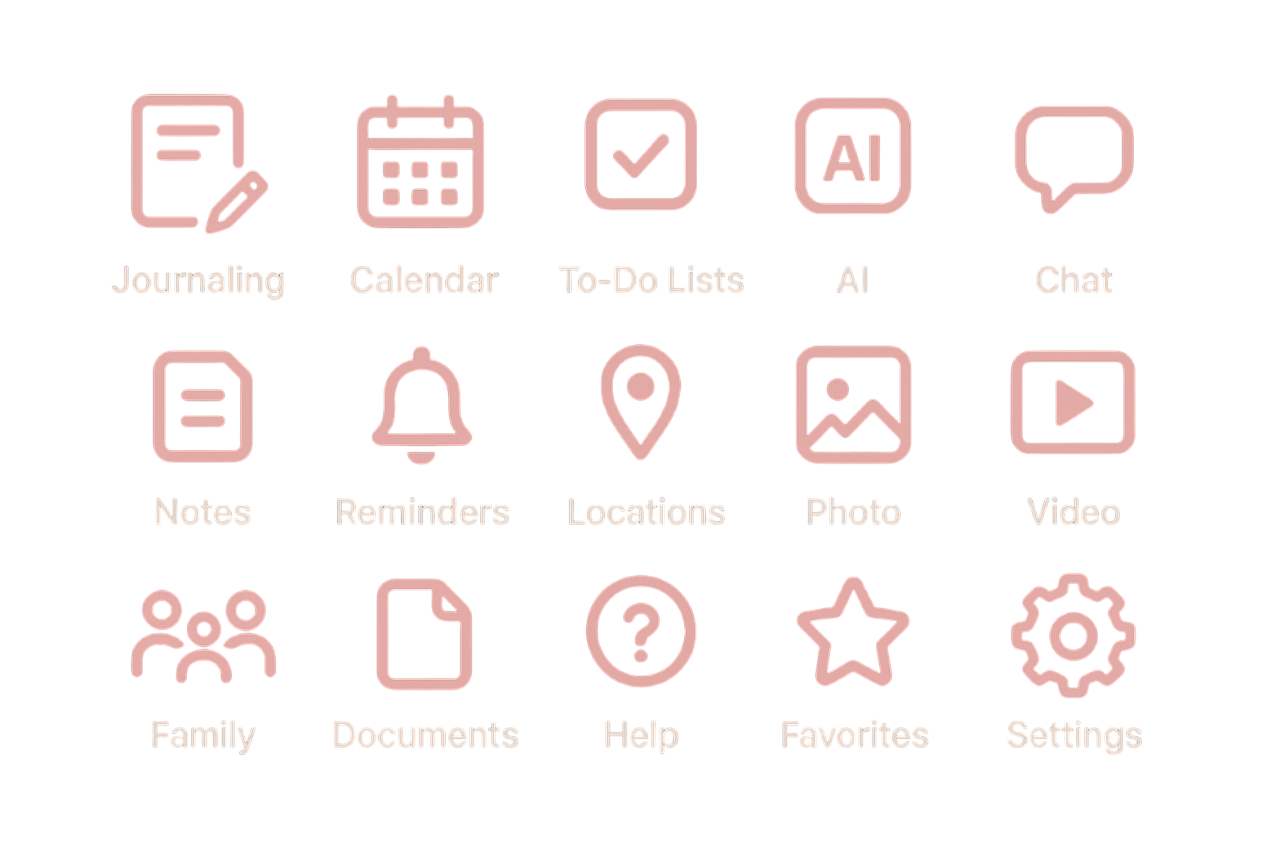 Journaling
Calendar
To-Do Lists
AI
AI
Chat
Notes
Reminders
Locations
Photo
Video
Family
Documents
?
Help
Favorites
Settings